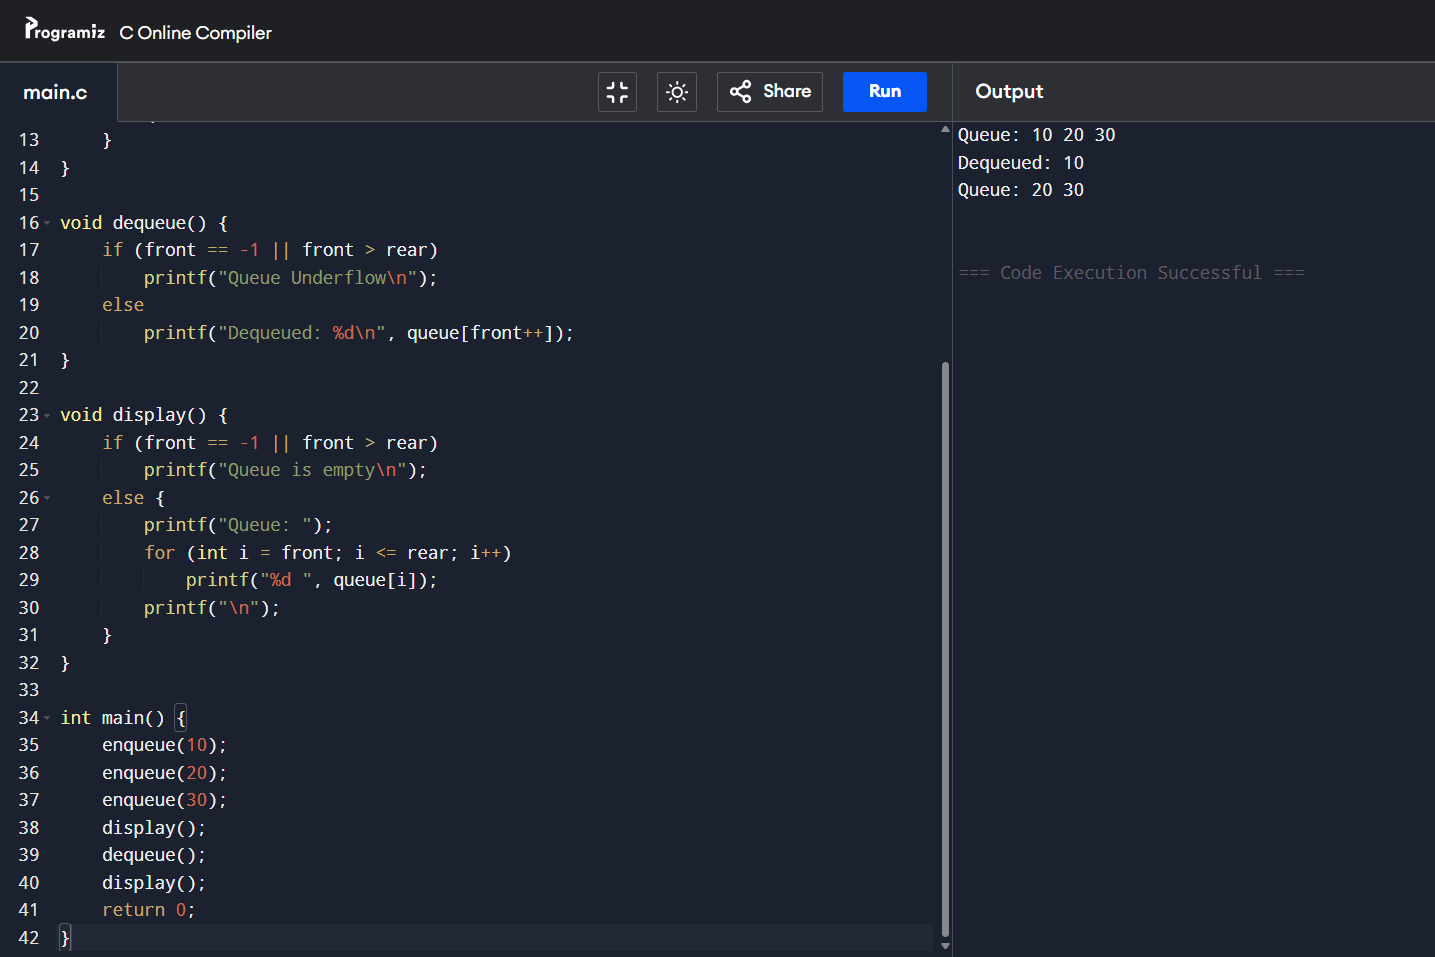 Programiz C Online Compiler
main.c Share Run Output
13 }
14 }
15
16 void dequeue() {
17 if (front == -1 || front > rear)
18 printf("Queue Underflow\n");
19 else
20 printf("Dequeued: %d\n", queue[front++]);
21 }
22
23 void display() {
24 if (front == -1 || front > rear)
25 printf("Queue is empty\n");
26 else {
27 printf("Queue: ");
28 for (int i = front; i <= rear; i++)
29 printf("%d ", queue[i]);
30 printf("\n");
31 }
32 }
33
34 int main() {
35 enqueue(10);
36 enqueue(20);
37 enqueue(30);
38 display();
39 dequeue();
40 display();
41 return 0;
42 }
Queue: 10 20 30
Dequeued: 10
Queue: 20 30
=== Code Execution Successful ===